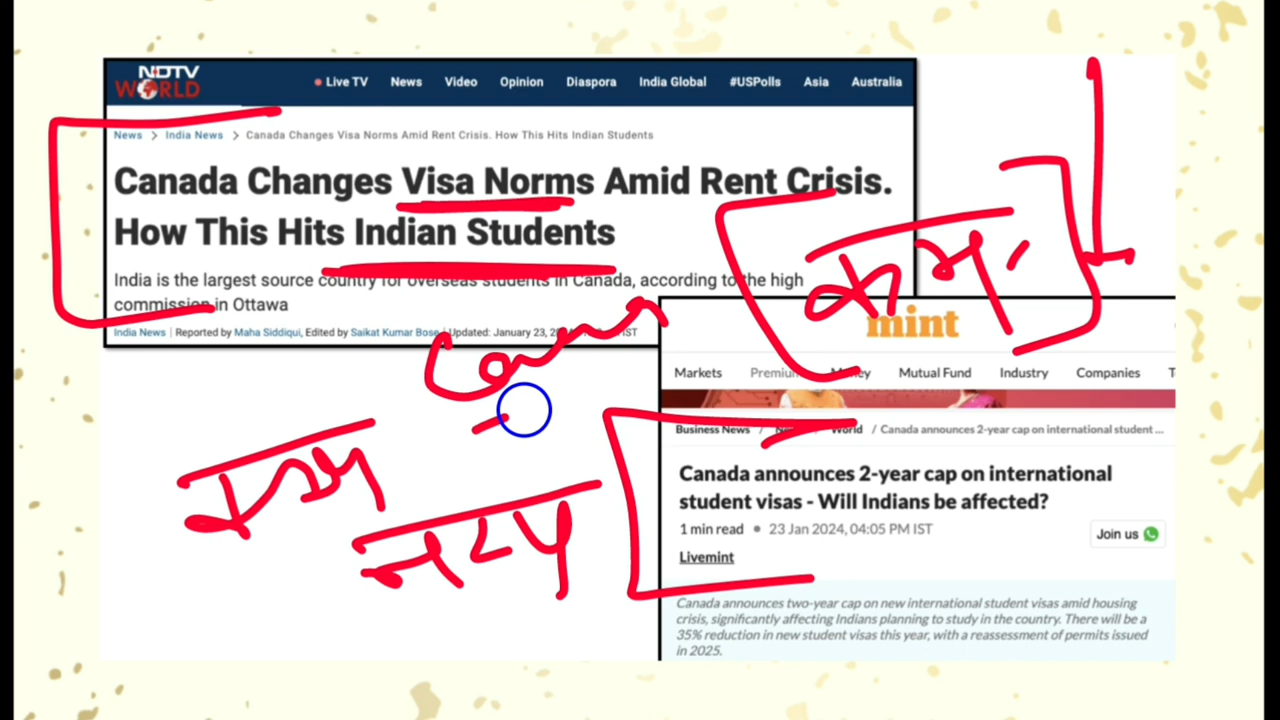 NDTV
WORLD
Live TV News Video Opinion Diaspora India Global #USPolls Asia Australia
News > India News > Canada Changes Visa Norms Amid Rent Crisis. How This Hits Indian Students
Canada Changes Visa Norms Amid Rent Crisis.
How This Hits Indian Students
India is the largest source country for overseas students in Canada, according to the high
commission in Ottawa
India News | Reported by Maha Siddiqui, Edited by Saikat Kumar Bose | Updated: January 23, IST
mint
Markets Premium Money Mutual Fund Industry Companies T
Business News / / World / Canada announces 2-year cap on international student ...
Canada announces 2-year cap on international
student visas - Will Indians be affected?
1 min read • 23 Jan 2024, 04:05 PM IST
Join us
Livemint
Canada announces two-year cap on new international student visas amid housing
crisis, significantly affecting Indians planning to study in the country. There will be a
35% reduction in new student visas this year, with a reassessment of permits issued
in 2025.